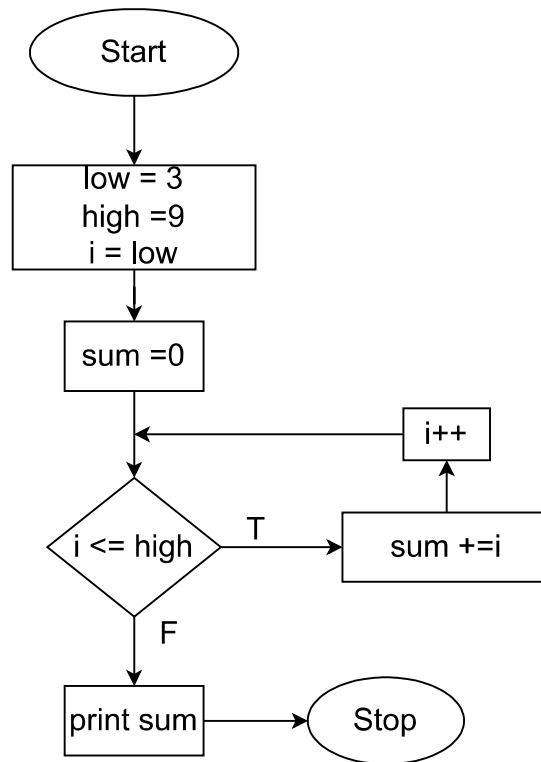 Start
low = 3
high =9
i = low
sum =0
i++
i <= high
T
sum +=i
F
print sum
Stop